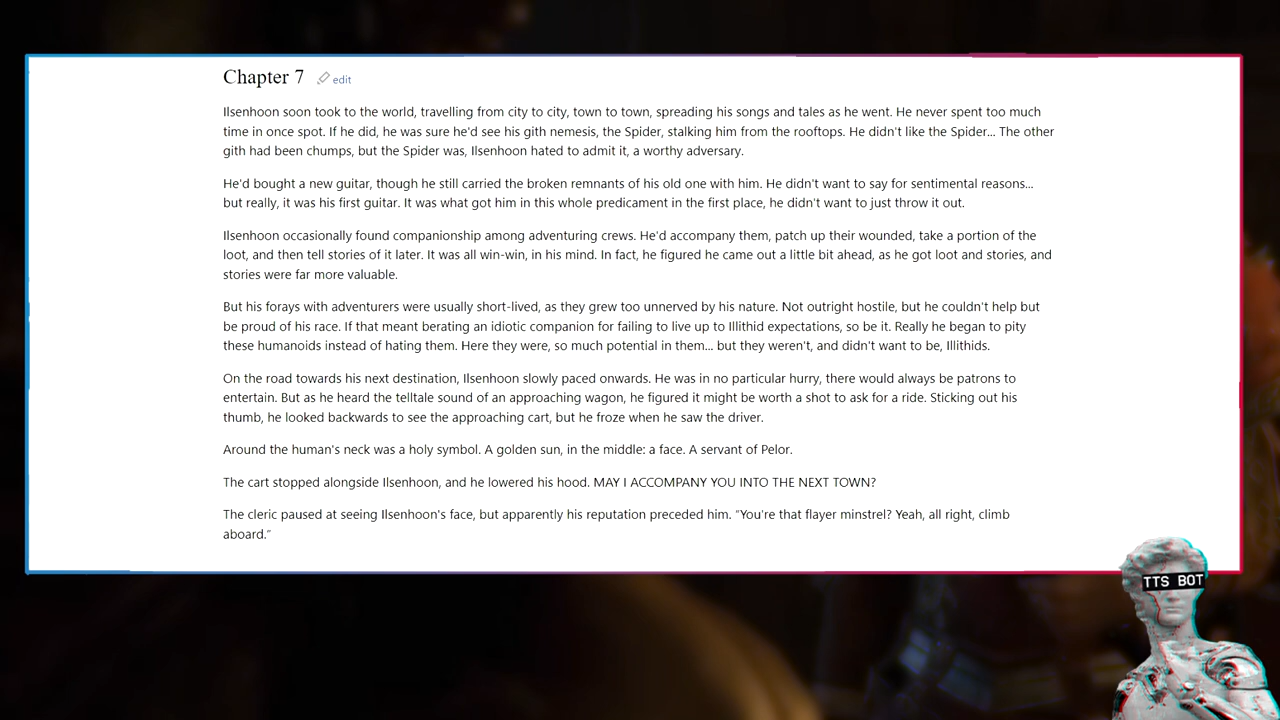 Chapter 7 edit
Ilsenhoon soon took to the world, travelling from city to city, town to town, spreading his songs and tales as he went. He never spent too much
time in once spot. If he did, he was sure he'd see his gith nemesis, the Spider, stalking him from the rooftops. He didn't like the Spider... The other
gith had been chumps, but the Spider was, Ilsenhoon hated to admit it, a worthy adversary.
He'd bought a new guitar, though he still carried the broken remnants of his old one with him. He didn't want to say for sentimental reasons...
but really, it was his first guitar. It was what got him in this whole predicament in the first place, he didn't want to just throw it out.
Ilsenhoon occasionally found companionship among adventuring crews. He'd accompany them, patch up their wounded, take a portion of the
loot, and then tell stories of it later. It was all win-win, in his mind. In fact, he figured he came out a little bit ahead, as he got loot and stories, and
stories were far more valuable.
But his forays with adventurers were usually short-lived, as they grew too unnerved by his nature. Not outright hostile, but he couldn't help but
be proud of his race. If that meant berating an idiotic companion for failing to live up to Illithid expectations, so be it. Really he began to pity
these humanoids instead of hating them. Here they were, so much potential in them... but they weren't, and didn't want to be, Illithids.
On the road towards his next destination, Ilsenhoon slowly paced onwards. He was in no particular hurry, there would always be patrons to
entertain. But as he heard the telltale sound of an approaching wagon, he figured it might be worth a shot to ask for a ride. Sticking out his
thumb, he looked backwards to see the approaching cart, but he froze when he saw the driver.
Around the human's neck was a holy symbol. A golden sun, in the middle: a face. A servant of Pelor.
The cart stopped alongside Ilsenhoon, and he lowered his hood. MAY I ACCOMPANY YOU INTO THE NEXT TOWN?
The cleric paused at seeing Ilsenhoon's face, but apparently his reputation preceded him. "You're that flayer minstrel? Yeah, all right, climb
aboard."
TTS BOT